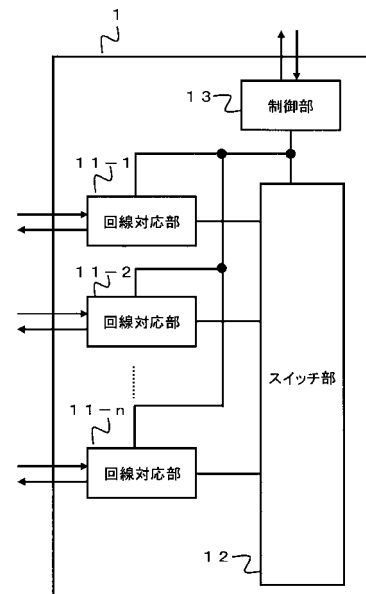 1
13
制御部
11-1
回線対応部
11-2
回線対応部
11-n
回線対応部
スイッチ部
12